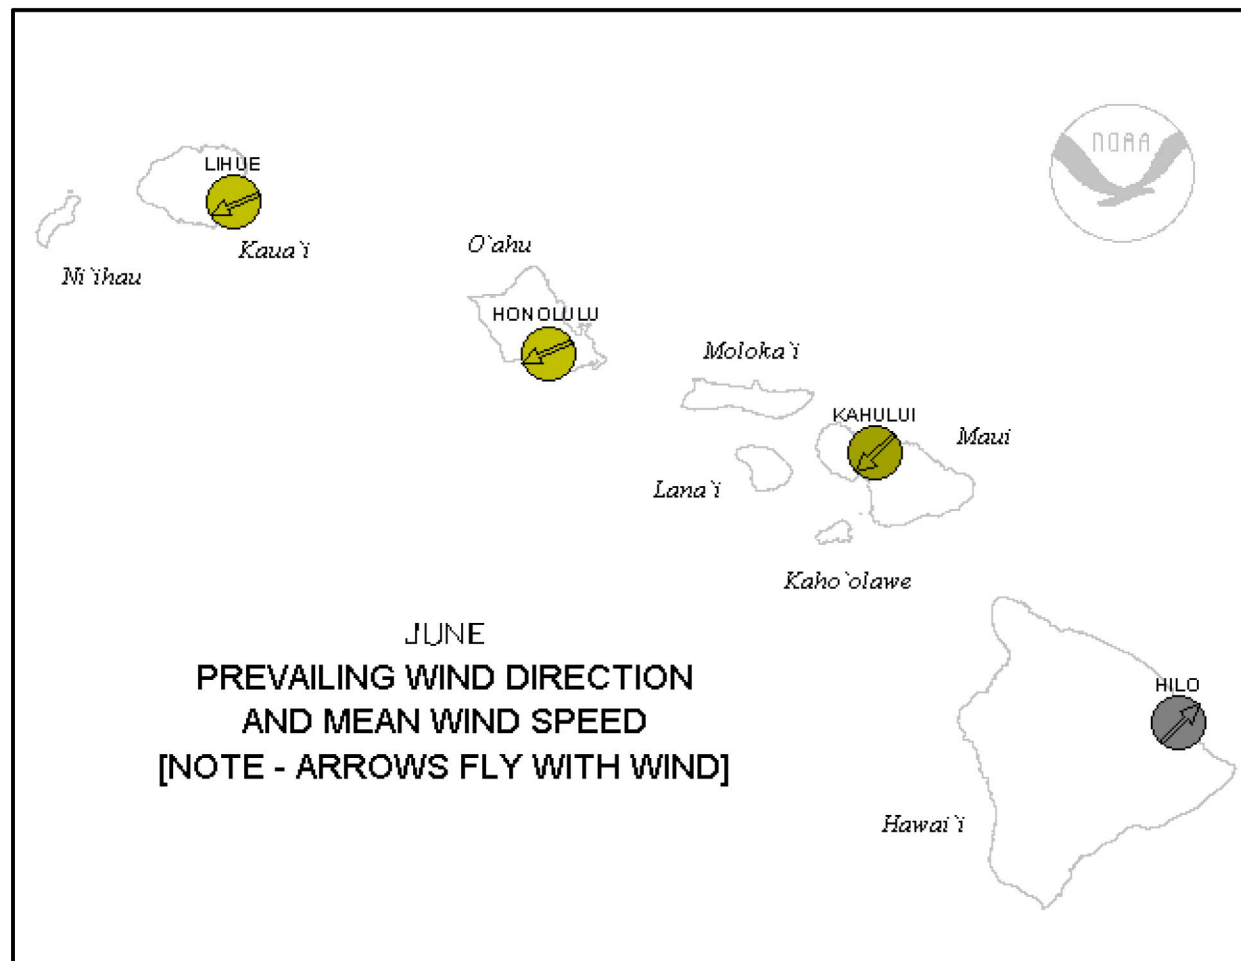 NOAA
LIHUE
Kaua`i
Ni`ihau
O`ahu
HONOLULU
Moloka`i
KAHULUI
Maui
Lana`i
Kaho`olawe
JUNE
PREVAILING WIND DIRECTION
AND MEAN WIND SPEED
[NOTE - ARROWS FLY WITH WIND]
HILO
Hawai`i